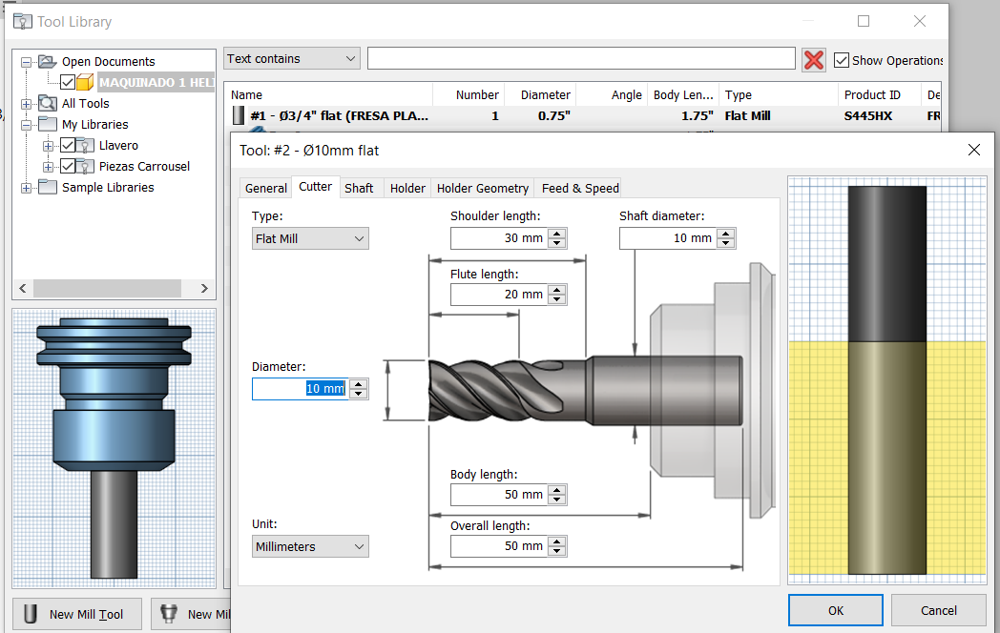 Tool Library
Open Documents
MAQUINADO 1 HELI
All Tools
My Libraries
Llavero
Piezas Carrousel
Sample Libraries
Text contains
Show Operations
Name Number Diameter Angle Body Len... Type Product ID De
#1 - Ø3/4" flat (FRESA PLA... 1 0.75" 1.75" Flat Mill S445HX FR
Tool: #2 - Ø10mm flat
General Cutter Shaft Holder Holder Geometry Feed & Speed
Type:
Flat Mill
Shoulder length:
30 mm
Shaft diameter:
10 mm
Flute length:
20 mm
Diameter:
10 mm
Body length:
50 mm
Unit:
Millimeters
Overall length:
50 mm
New Mill Tool
New Mil
OK
Cancel